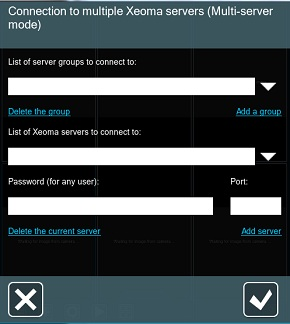 Connection to multiple Xeoma servers (Multi-server
mode)
List of server groups to connect to:
Delete the group Add a group
List of Xeoma servers to connect to:
Password (for any user): Port:
Delete the current server Add server